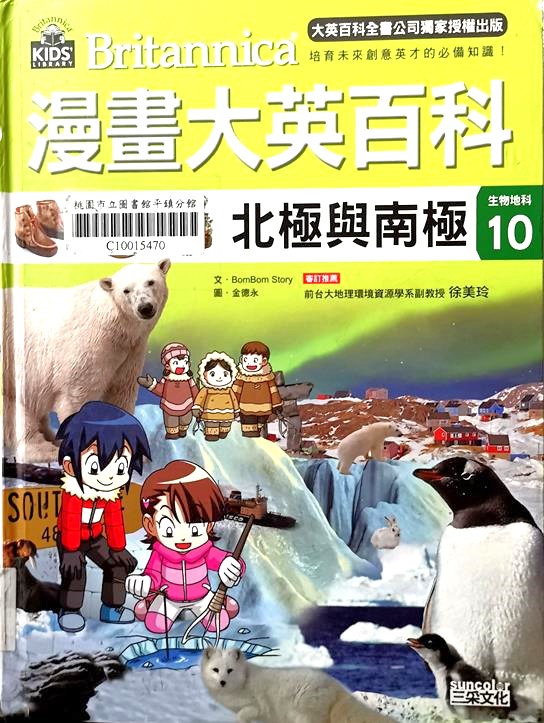 Britannica
KIDS'
LIBRARY
Britannica
大英百科全書公司獨家授權出版
培育未來創意英才的必備知識！
漫畫大英百科
桃園市立圖書館平鎮分館
C10015470
北極與南極
生物地科
10
文・BomBom Story
圖・金德永
審訂推薦
前台大地理環境資源學系副教授 徐美玲
SOUT
48
suncolor
三采文化